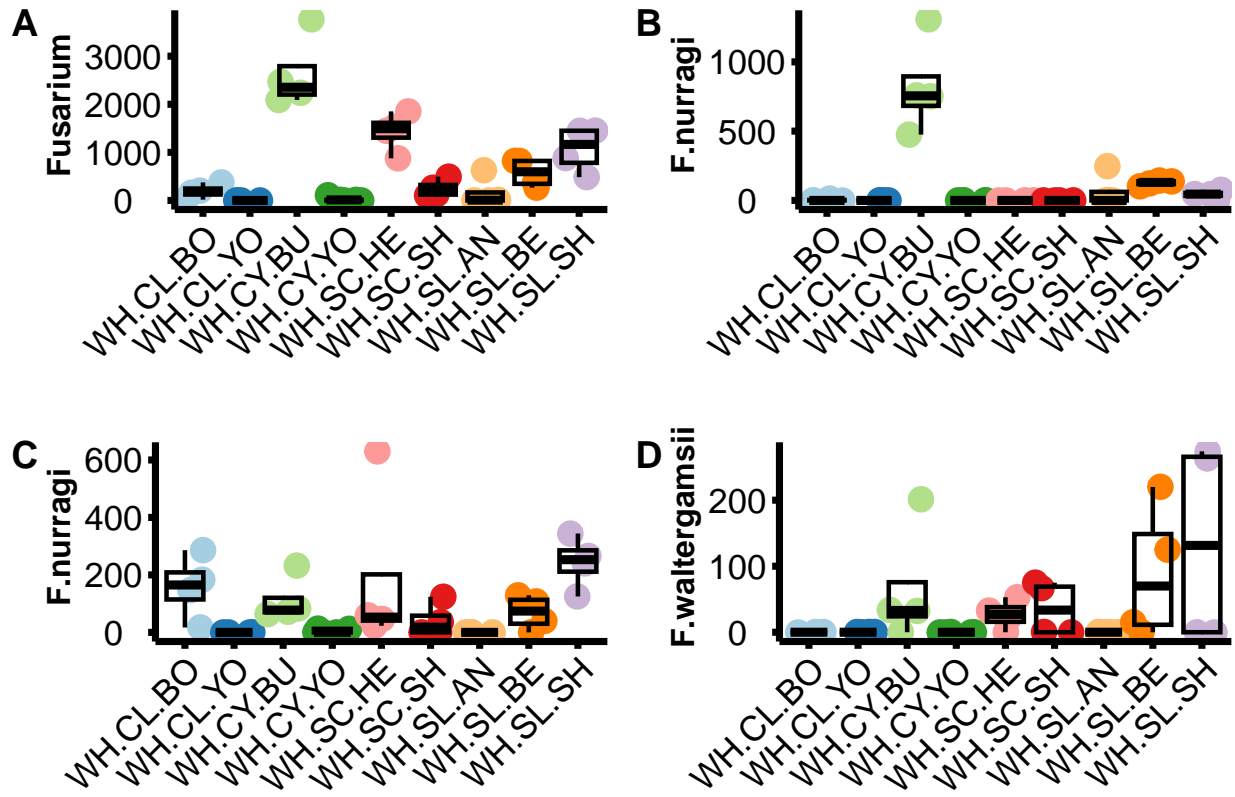 A
Fusarium
3000
2000
1000
0
WH.CL.BO
WH.CL.YO
WH.CY.BU
WH.CY.YO
WH.SC.HE
WH.SC.SH
WH.SL.AN
WH.SL.BE
WH.SL.SH
B
F.nurragi
1000
500
0
WH.CL.BO
WH.CL.YO
WH.CY.BU
WH.CY.YO
WH.SC.HE
WH.SC.SH
WH.SL.AN
WH.SL.BE
WH.SL.SH
C
F.nurragi
600
400
200
0
WH.CL.BO
WH.CL.YO
WH.CY.BU
WH.CY.YO
WH.SC.HE
WH.SC.SH
WH.SL.AN
WH.SL.BE
WH.SL.SH
D
F.waltergamsii
200
100
0
WH.CL.BO
WH.CL.YO
WH.CY.BU
WH.CY.YO
WH.SC.HE
WH.SC.SH
WH.SL.AN
WH.SL.BE
WH.SL.SH